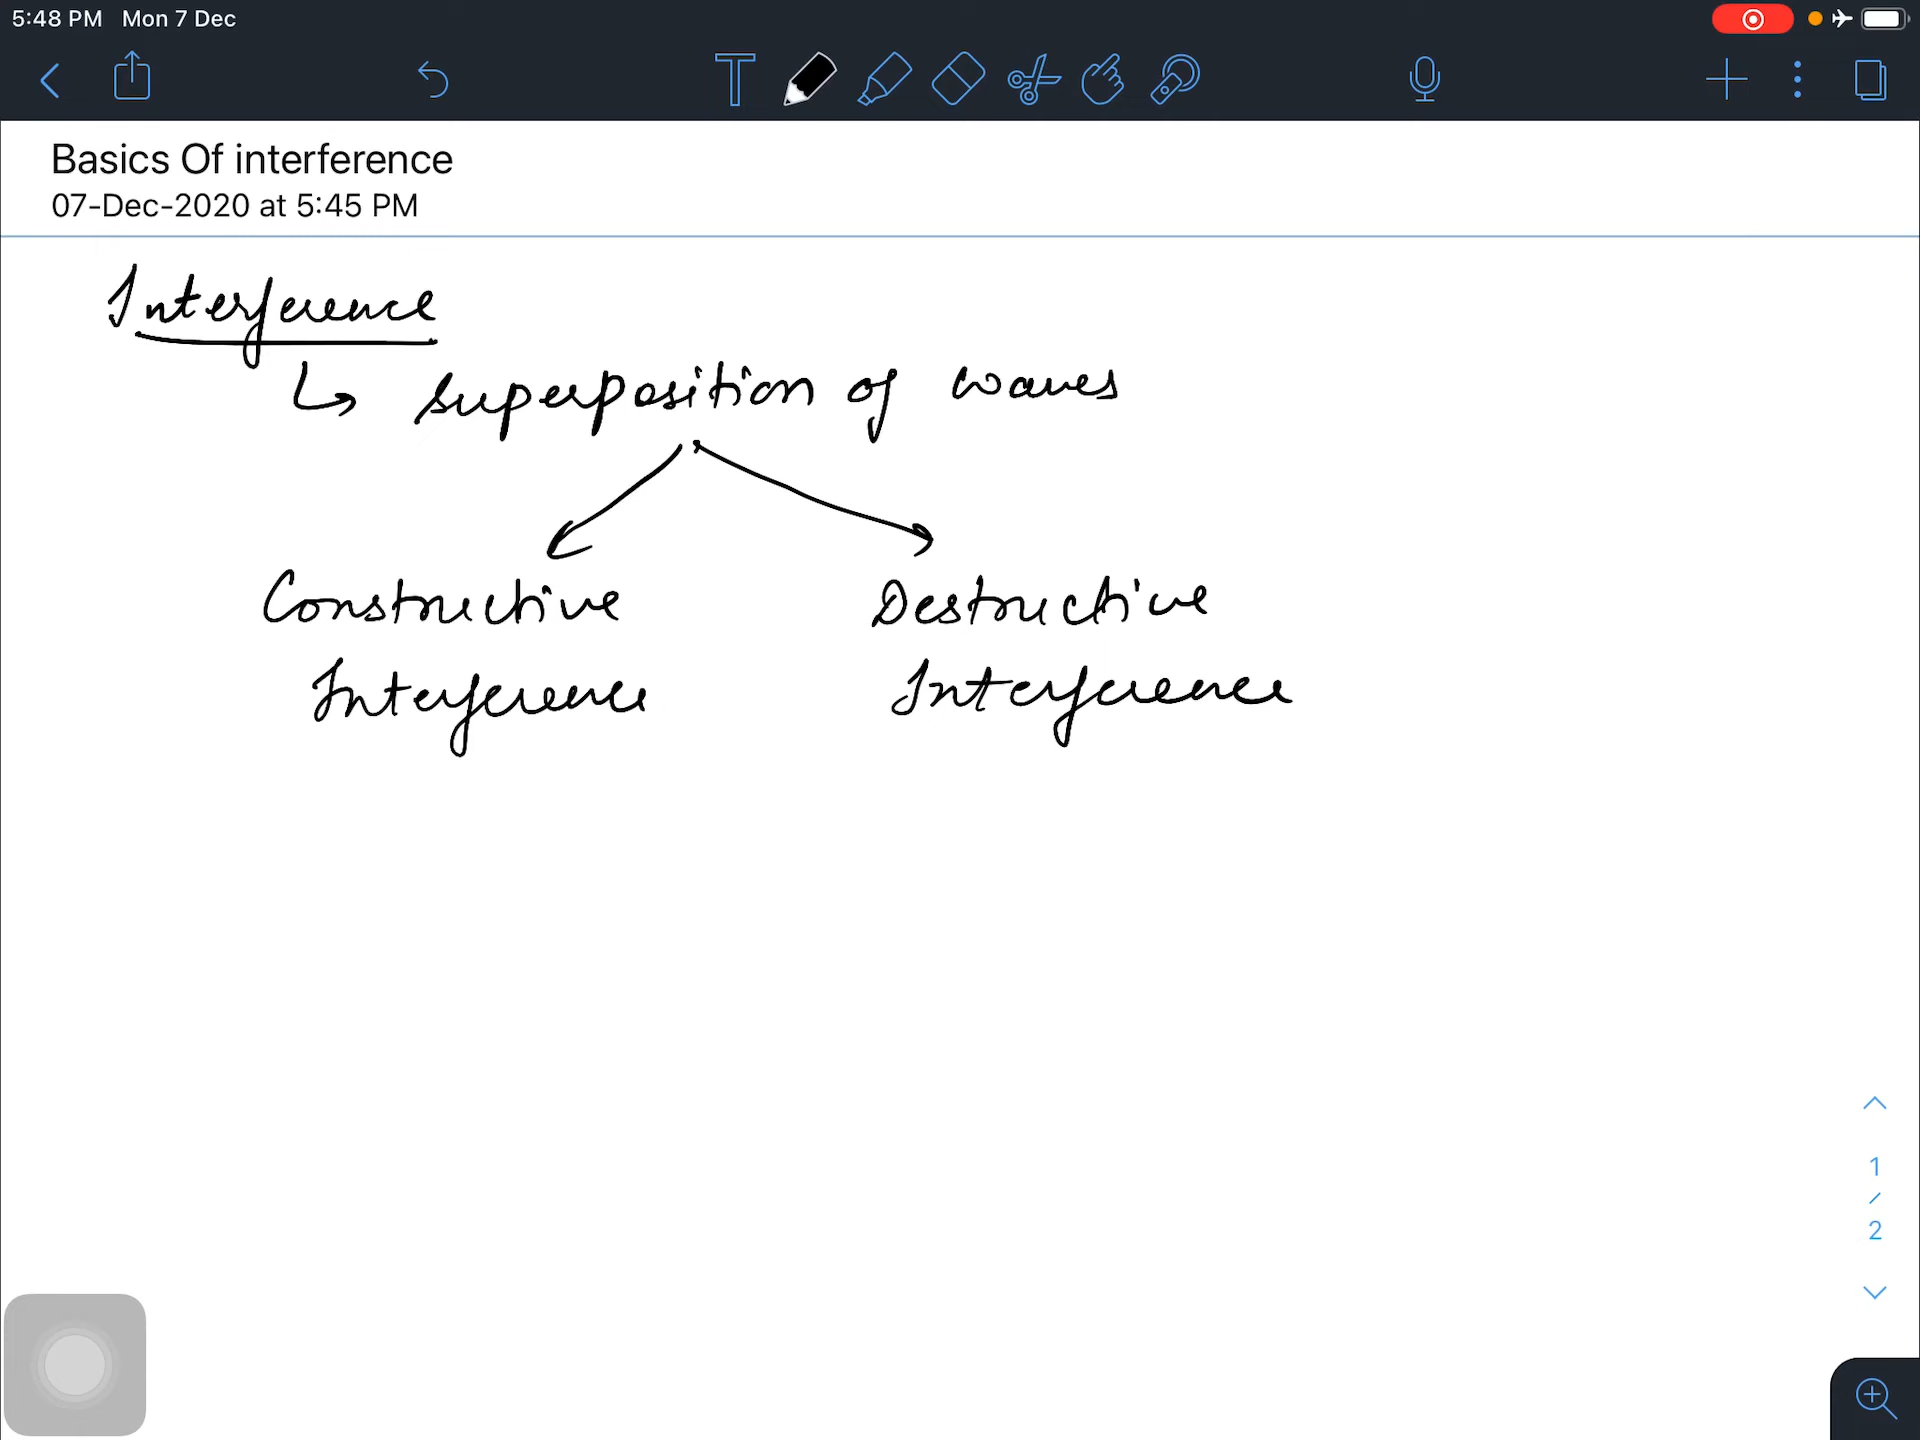 5:48 PM Mon 7 Dec
T
Basics Of interference
07-Dec-2020 at 5:45 PM
Interference
↳ superposition of waves
Constructive Destructive
Interference Interference
1
/
2